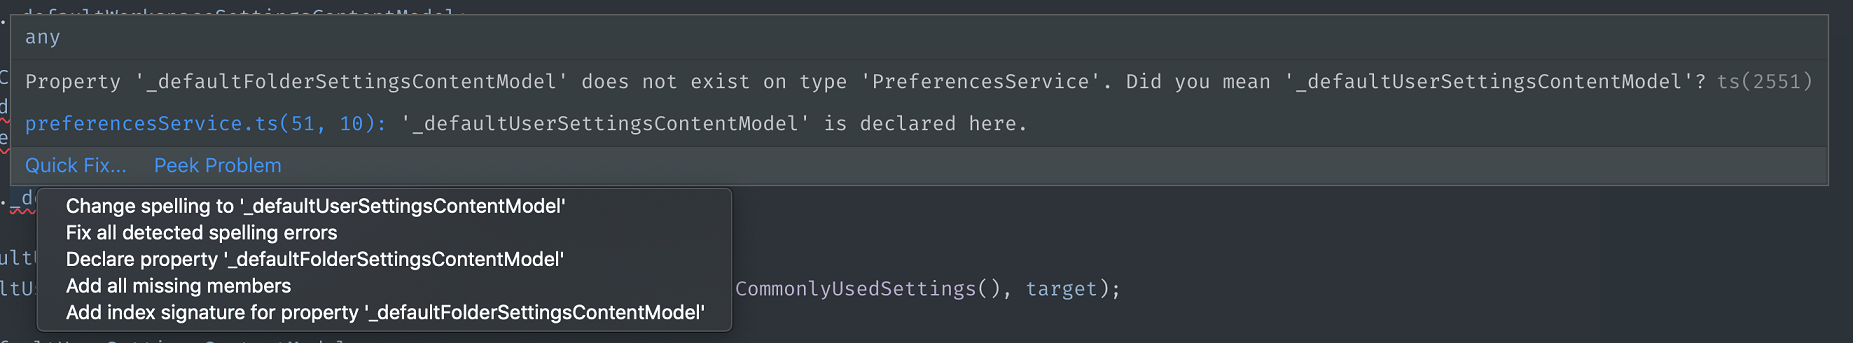 any
Property '_defaultFolderSettingsContentModel' does not exist on type 'PreferencesService'. Did you mean '_defaultUserSettingsContentModel'? ts(2551)
preferencesService.ts(51, 10): '_defaultUserSettingsContentModel' is declared here.
Quick Fix... Peek Problem
._d
Change spelling to '_defaultUserSettingsContentModel'
Fix all detected spelling errors
Declare property '_defaultFolderSettingsContentModel'
Add all missing members
CommonlyUsedSettings(), target);
Add index signature for property '_defaultFolderSettingsContentModel'